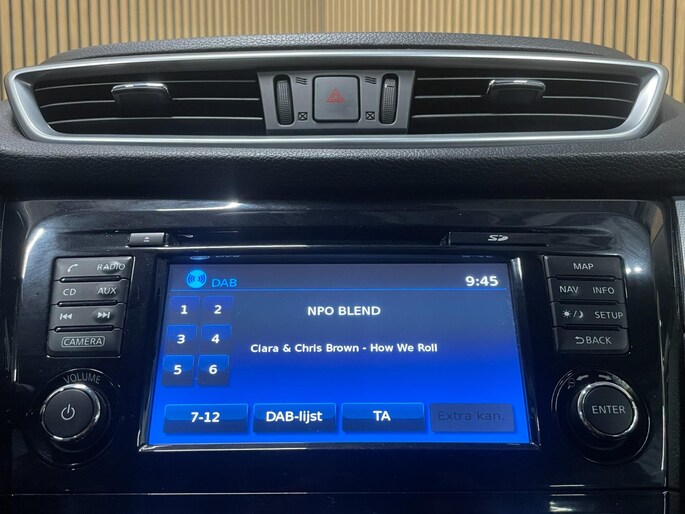 RADIO
CD AUX
CAMERA
VOLUME
SD
DAB 9:45
1 2
3 4
5 6
NPO BLEND
Ciara & Chris Brown - How We Roll
7-12 DAB-lijst TA Extra kan.
MAP
NAV INFO
SETUP
BACK
ENTER